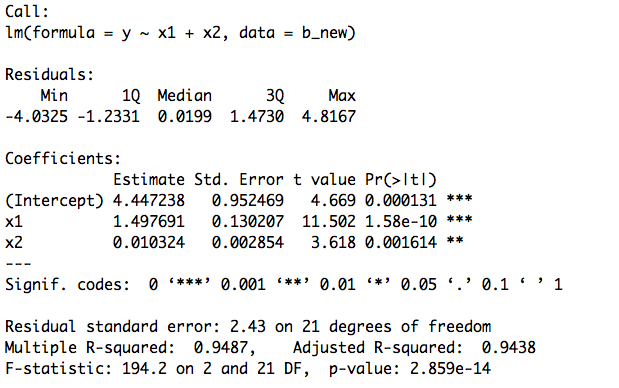 Call:
lm(formula = y ~ x1 + x2, data = b_new)
Residuals:
Min 1Q Median 3Q Max
-4.0325 -1.2331 0.0199 1.4730 4.8167
Coefficients:
Estimate Std. Error t value Pr(>|t|)
(Intercept) 4.447238 0.952469 4.669 0.000131 ***
x1 1.497691 0.130207 11.502 1.58e-10 ***
x2 0.010324 0.002854 3.618 0.001614 **
---
Signif. codes: 0 ‘***’ 0.001 ‘**’ 0.01 ‘*’ 0.05 ‘.’ 0.1 ‘ ’ 1
Residual standard error: 2.43 on 21 degrees of freedom
Multiple R-squared: 0.9487, Adjusted R-squared: 0.9438
F-statistic: 194.2 on 2 and 21 DF, p-value: 2.859e-14